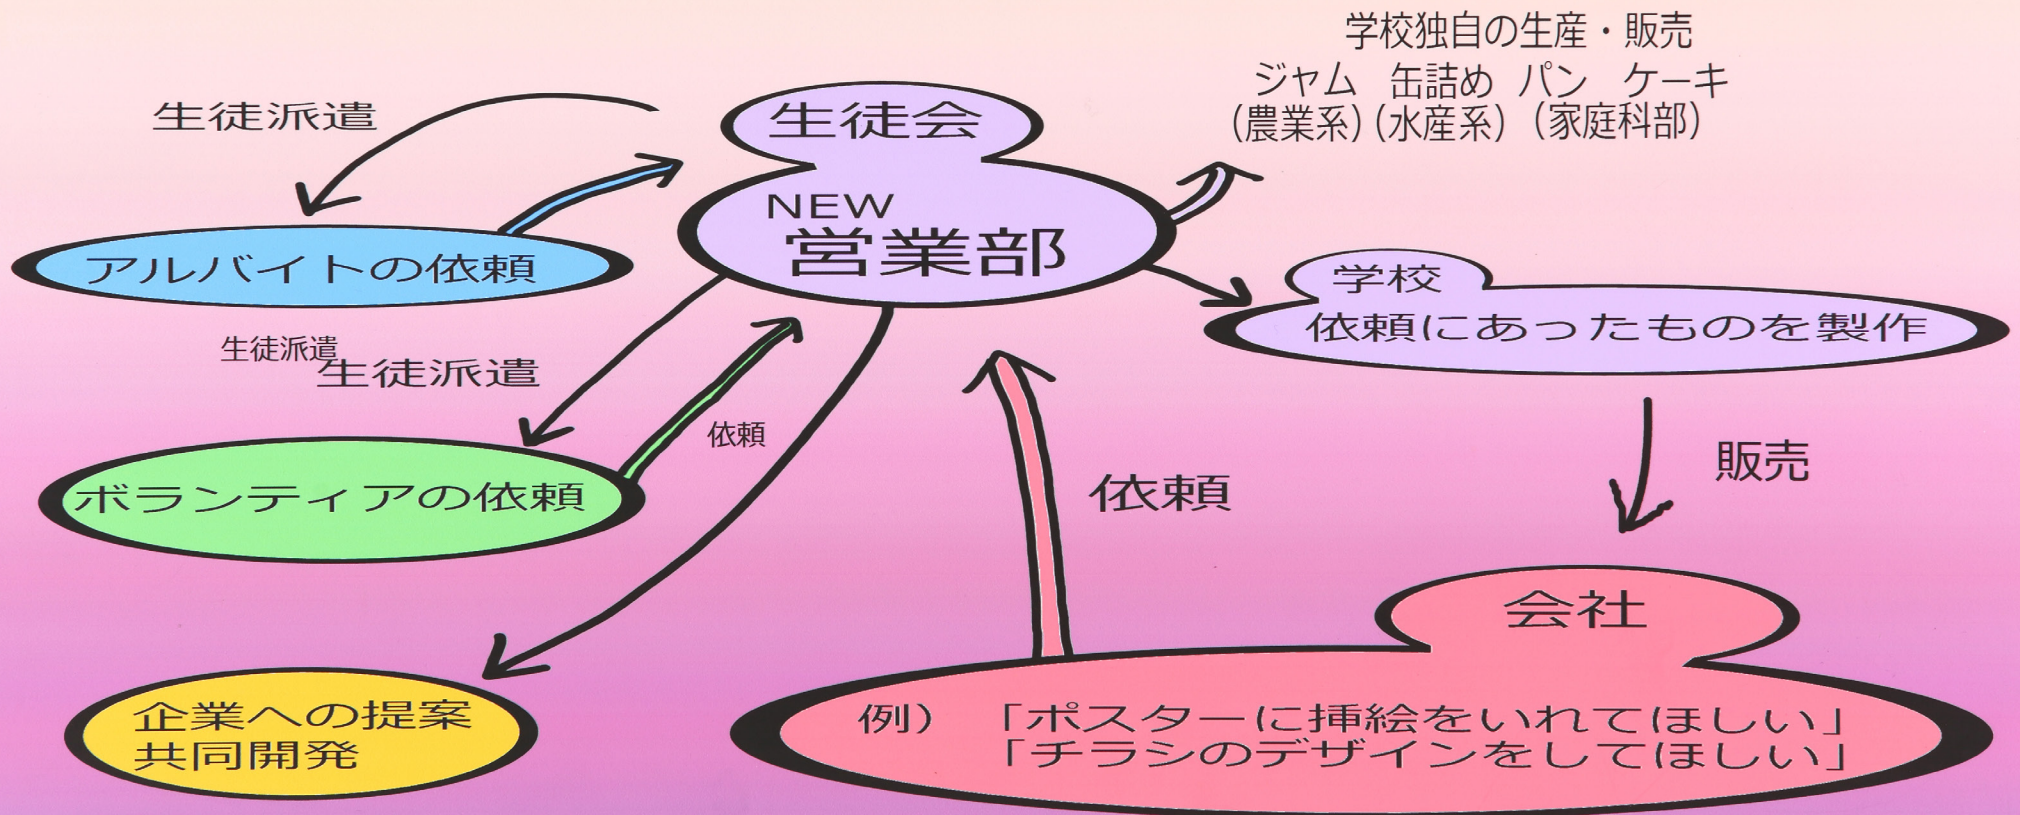 学校独自の生産・販売
ジャム 缶詰め パン ケーキ
(農業系)(水産系)(家庭科部)
生徒派遣
生徒会
NEW
営業部
アルバイトの依頼
学校
依頼にあったものを製作
生徒派遣
生徒派遣
依頼
販売
ボランティアの依頼
依頼
会社
企業への提案
共同開発
例) 「ポスターに挿絵をいれてほしい」
「チラシのデザインをしてほしい」